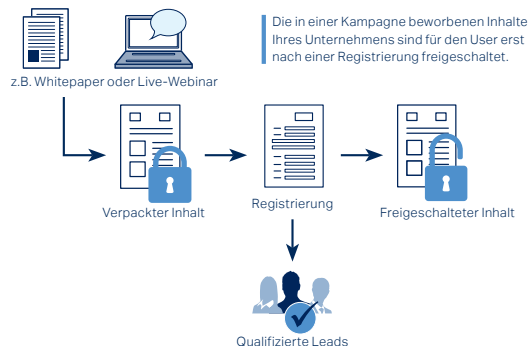 Die in einer Kampagne beworbenen Inhalte
Ihres Unternehmens sind für den User erst
nach einer Registrierung freigeschaltet.
z.B. Whitepaper oder Live-Webinar
Verpackter Inhalt
Registrierung
Freigeschalteter Inhalt
Qualifizierte Leads